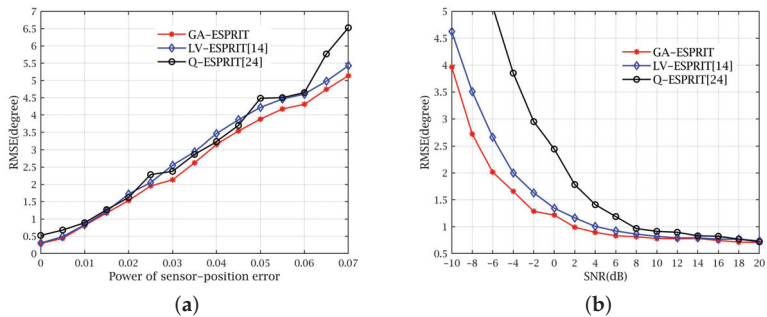 GA-ESPRIT
LV-ESPRIT[14]
Q-ESPRIT[24]
RMSE(degree)
6.5
6
5.5
5
4.5
4
3.5
3
2.5
2
1.5
1
0.5
0
0 0.01 0.02 0.03 0.04 0.05 0.06 0.07
Power of sensor-position error
(a)
GA-ESPRIT
LV-ESPRIT[14]
Q-ESPRIT[24]
RMSE(degree)
5
4.5
4
3.5
3
2.5
2
1.5
1
0.5
-10 -8 -6 -4 -2 0 2 4 6 8 10 12 14 16 18 20
SNR(dB)
(b)